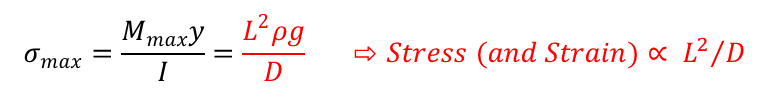 σ_max = M_max y / I = L²ρg / D ⇨ Stress (and Strain) ∝ L²/D